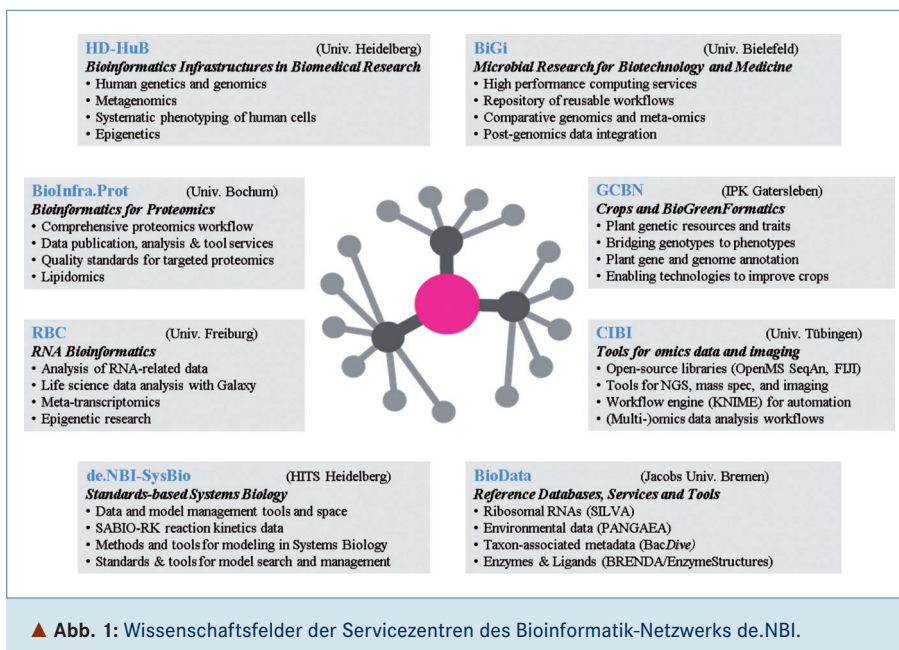 HD-HuB (Univ. Heidelberg)
Bioinformatics Infrastructures in Biomedical Research
• Human genetics and genomics
• Metagenomics
• Systematic phenotyping of human cells
• Epigenetics
BiGi (Univ. Bielefeld)
Microbial Research for Biotechnology and Medicine
• High performance computing services
• Repository of reusable workflows
• Comparative genomics and meta-omics
• Post-genomics data integration
BioInfra.Prot (Univ. Bochum)
Bioinformatics for Proteomics
• Comprehensive proteomics workflow
• Data publication, analysis & tool services
• Quality standards for targeted proteomics
• Lipidomics
GCBN (IPK Gatersleben)
Crops and BioGreenFormatics
• Plant genetic resources and traits
• Bridging genotypes to phenotypes
• Plant gene and genome annotation
• Enabling technologies to improve crops
RBC (Univ. Freiburg)
RNA Bioinformatics
• Analysis of RNA-related data
• Life science data analysis with Galaxy
• Meta-transcriptomics
• Epigenetic research
CIBI (Univ. Tübingen)
Tools for omics data and imaging
• Open-source libraries (OpenMS SeqAn, FIJI)
• Tools for NGS, mass spec, and imaging
• Workflow engine (KNIME) for automation
• (Multi-)omics data analysis workflows
de.NBI-SysBio (HITS Heidelberg)
Standards-based Systems Biology
• Data and model management tools and space
• SABIO-RK reaction kinetics data
• Methods and tools for modeling in Systems Biology
• Standards & tools for model search and management
BioData (Jacobs Univ. Bremen)
Reference Databases, Services and Tools
• Ribosomal RNAs (SILVA)
• Environmental data (PANGAEA)
• Taxon-associated metadata (BacDive)
• Enzymes & Ligands (BRENDA/EnzymeStructures)
▲ Abb. 1: Wissenschaftsfelder der Servicezentren des Bioinformatik-Netzwerks de.NBI.